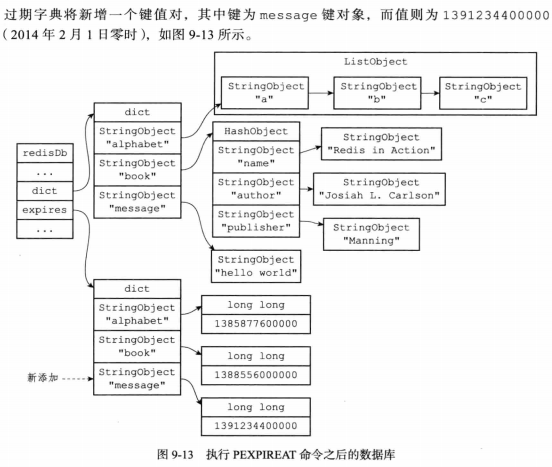 过期字典将新增一个键值对，其中键为 message 键对象，而值则为 1391234400000
（2014 年 2 月 1 日零时），如图 9-13 所示。
ListObject
StringObject
"a"
StringObject
"b"
StringObject
"c"
redisDb
...
dict
expires
...
dict
StringObject
"alphabet"
StringObject
"book"
StringObject
"message"
HashObject
StringObject
"name"
StringObject
"author"
StringObject
"publisher"
StringObject
"Redis in Action"
StringObject
"Josiah L. Carlson"
StringObject
"Manning"
StringObject
"hello world"
dict
StringObject
"alphabet"
StringObject
"book"
StringObject
"message"
新添加
long long
1385877600000
long long
1388556000000
long long
1391234400000
图 9-13 执行 PEXPIREAT 命令之后的数据库